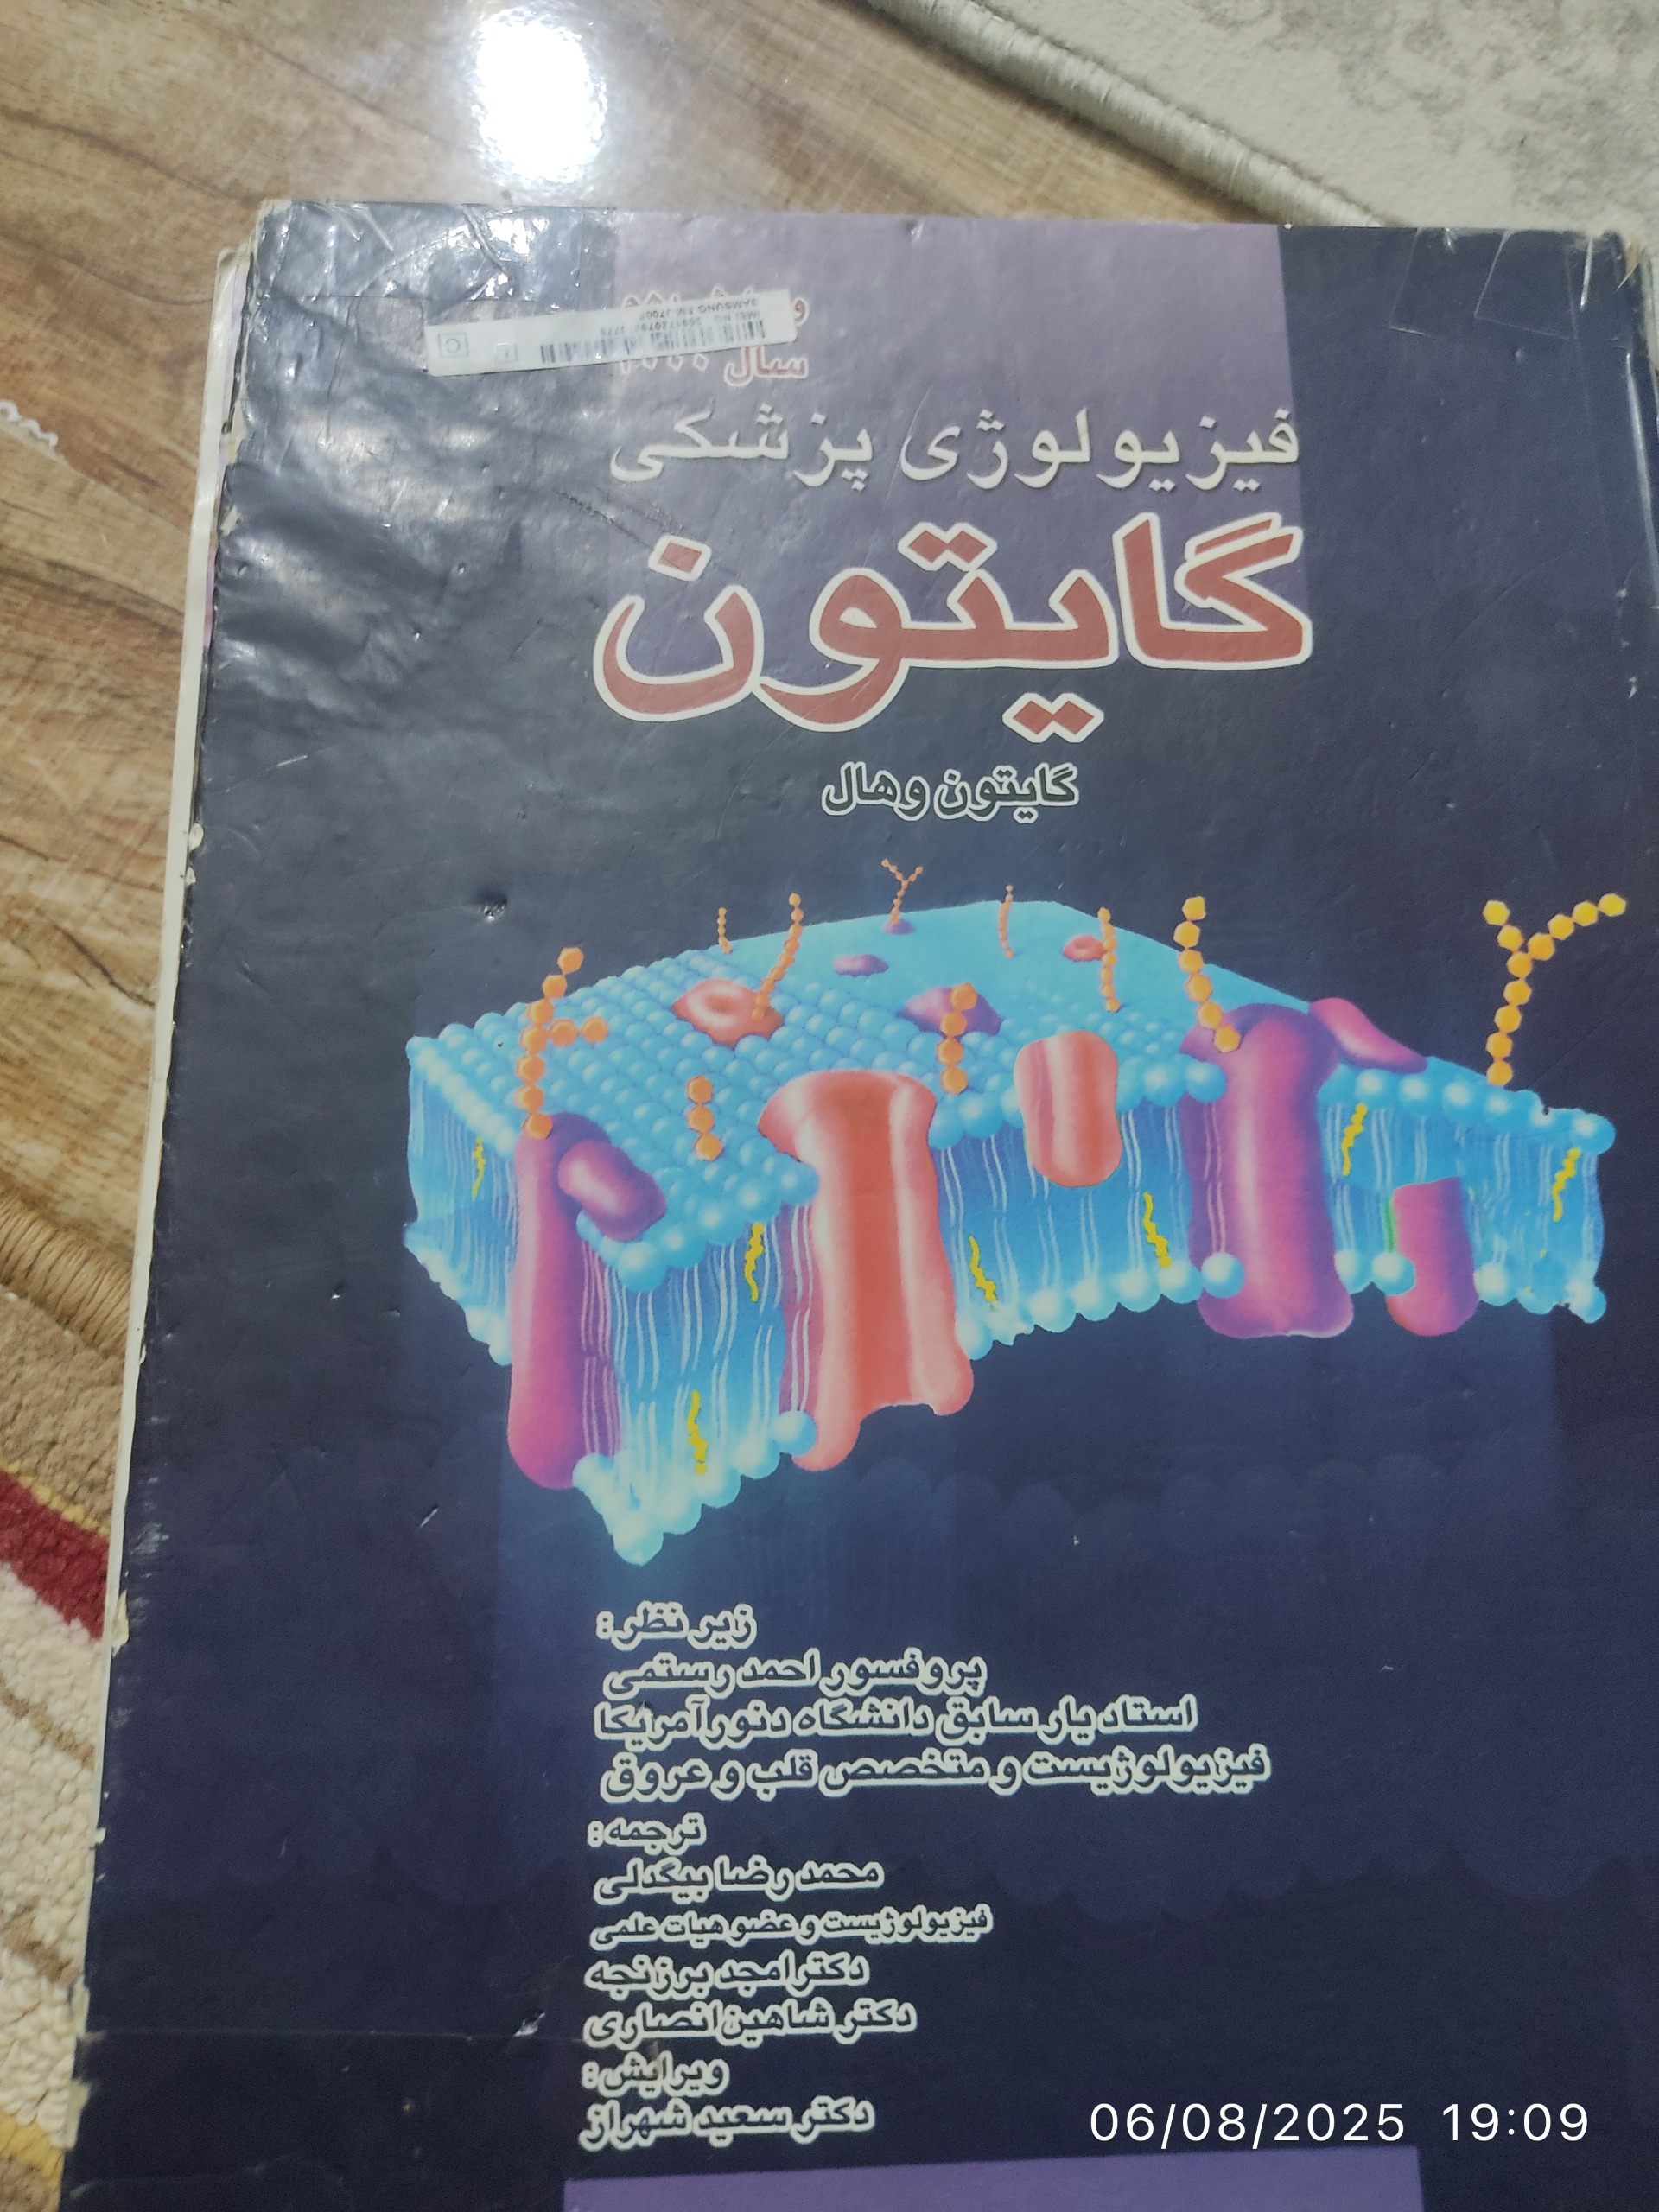 سال ۲۰۰۰
فیزیولوژی پزشکی
گایتون
گایتون وهال
زیر نظر:
پروفسور احمد رستمی
استاد یار سابق دانشگاه دنور آمریکا
فیزیولوژیست و متخصص قلب و عروق
ترجمه:
محمد رضا بیگدلی
فیزیولوژیست و عضو هیات علمی
دکتر امجد برزنجه
دکتر شاهین انصاری
ویرایش:
دکتر سعید شهراز
06/08/2025 19:09